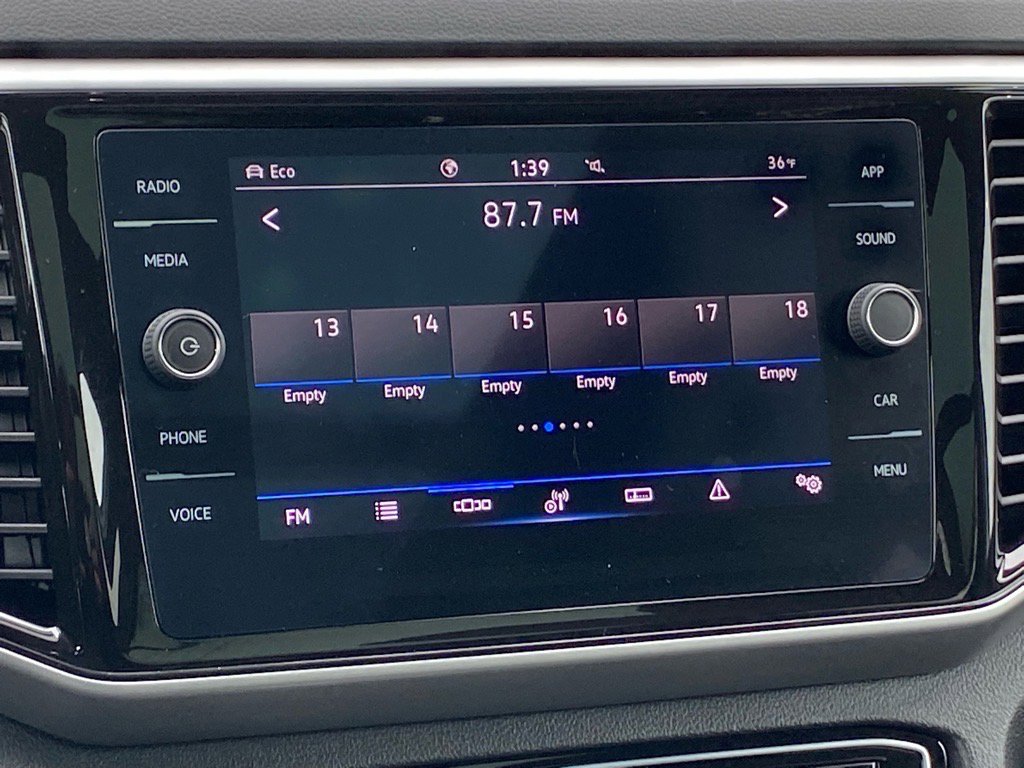 RADIO
MEDIA
PHONE
VOICE
Eco 1:39 36°F
87.7 FM
13 14 15 16 17 18
Empty Empty Empty Empty Empty Empty
FM
APP
SOUND
CAR
MENU